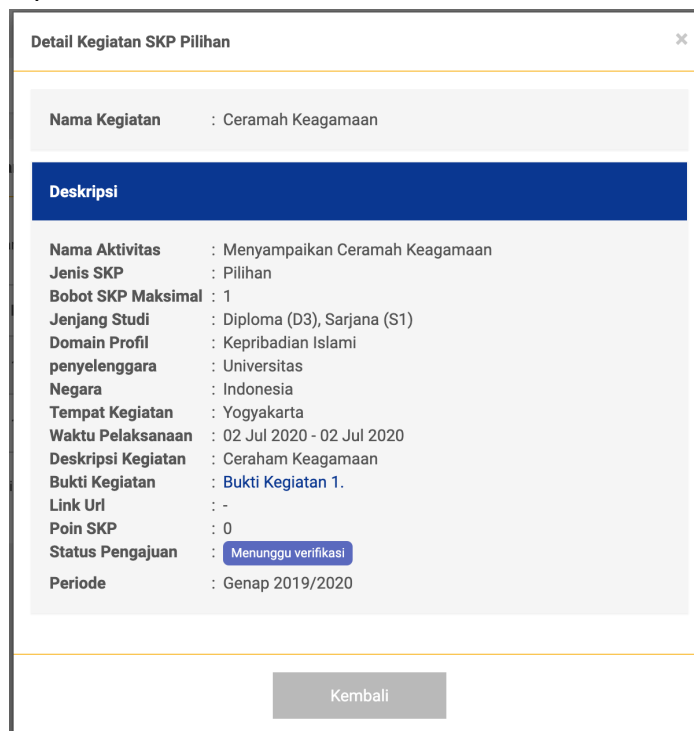 Detail Kegiatan SKP Pilihan ×
Nama Kegiatan : Ceramah Keagamaan
Deskripsi
Nama Aktivitas : Menyampaikan Ceramah Keagamaan
Jenis SKP : Pilihan
Bobot SKP Maksimal : 1
Jenjang Studi : Diploma (D3), Sarjana (S1)
Domain Profil : Kepribadian Islami
penyelenggara : Universitas
Negara : Indonesia
Tempat Kegiatan : Yogyakarta
Waktu Pelaksanaan : 02 Jul 2020 - 02 Jul 2020
Deskripsi Kegiatan : Ceraham Keagamaan
Bukti Kegiatan : Bukti Kegiatan 1.
Link Url : -
Poin SKP : 0
Status Pengajuan : Menunggu verifikasi
Periode : Genap 2019/2020
Kembali